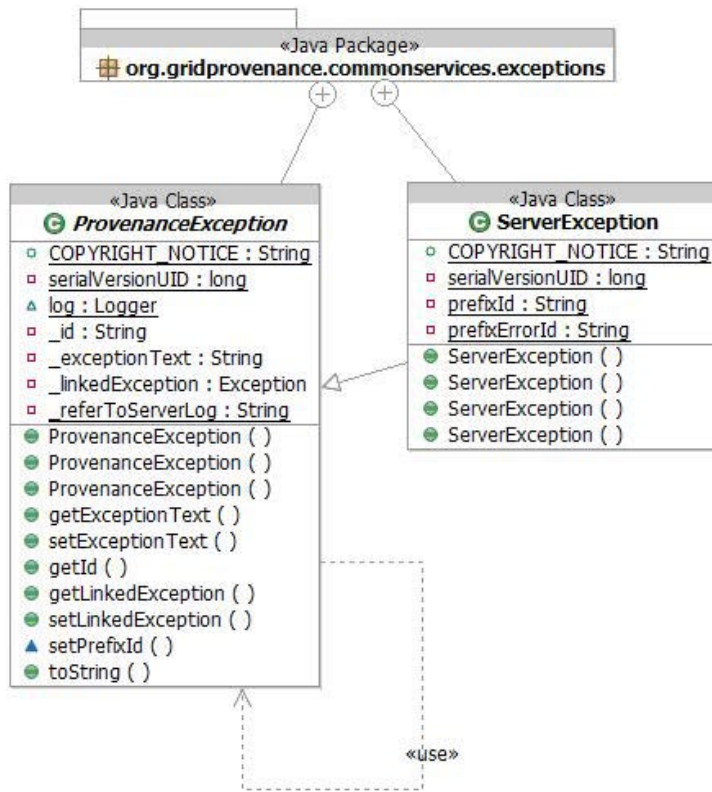 «Java Package»
org.gridprovenance.commonservices.exceptions
«Java Class»
ProvenanceException
COPYRIGHT_NOTICE : String
serialVersionUID : long
log : Logger
_id : String
_exceptionText : String
_linkedException : Exception
_referToServerLog : String
ProvenanceException ( )
ProvenanceException ( )
ProvenanceException ( )
getExceptionText ( )
setExceptionText ( )
getId ( )
getLinkedException ( )
setLinkedException ( )
setPrefixId ( )
toString ( )
«Java Class»
ServerException
COPYRIGHT_NOTICE : String
serialVersionUID : long
prefixId : String
prefixErrorId : String
ServerException ( )
ServerException ( )
ServerException ( )
ServerException ( )
«use»